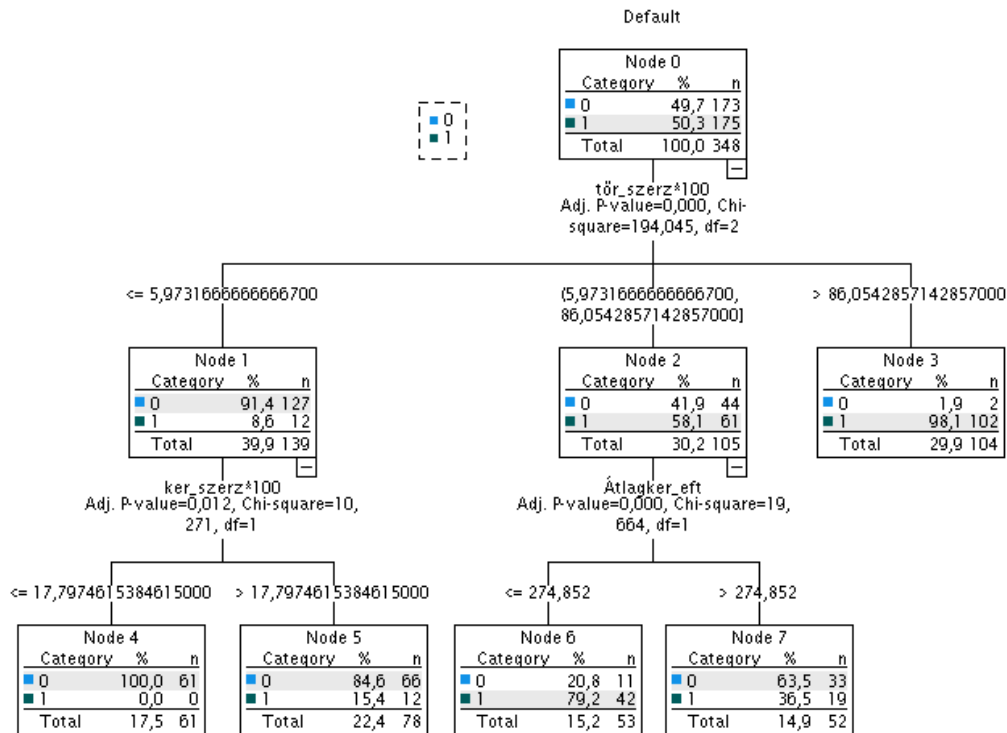 Default
Node 0
Category % n
0 49,7 173
1 50,3 175
Total 100,0 348
0
1
tőr_szerz*100
Adj. P-value=0,000, Chi-
square=194,045, df=2
<= 5,9731666666666700
(5,9731666666666700,
86,0542857142857000]
> 86,0542857142857000
Node 1
Category % n
0 91,4 127
1 8,6 12
Total 39,9 139
Node 2
Category % n
0 41,9 44
1 58,1 61
Total 30,2 105
Node 3
Category % n
0 1,9 2
1 98,1 102
Total 29,9 104
ker_szerz*100
Adj. P-value=0,012, Chi-square=10,
271, df=1
Átlagker_eft
Adj. P-value=0,000, Chi-square=19,
664, df=1
<= 17,7974615384615000
> 17,7974615384615000
<= 274,852
> 274,852
Node 4
Category % n
0 100,0 61
1 0,0 0
Total 17,5 61
Node 5
Category % n
0 84,6 66
1 15,4 12
Total 22,4 78
Node 6
Category % n
0 20,8 11
1 79,2 42
Total 15,2 53
Node 7
Category % n
0 63,5 33
1 36,5 19
Total 14,9 52